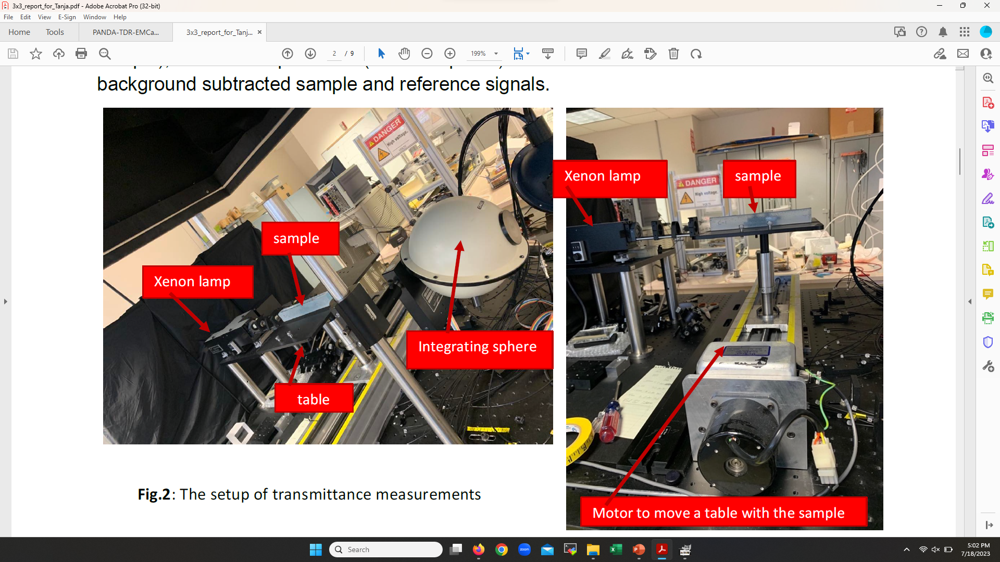 3x3_report_for_Tanja.pdf - Adobe Acrobat Pro (32-bit)
File Edit View E-Sign Window Help
Home Tools PANDA-TDR-EMCa... 3x3_report_for_Tanj... ×
2 / 9 199%
background subtracted sample and reference signals.
DANGER
High voltage.
sample
Xenon lamp
Integrating sphere
table
Xenon lamp
sample
DANGER
High voltage.
C-1
Motor to move a table with the sample
Fig.2: The setup of transmittance measurements
Search
zoom
5:02 PM
7/18/2023